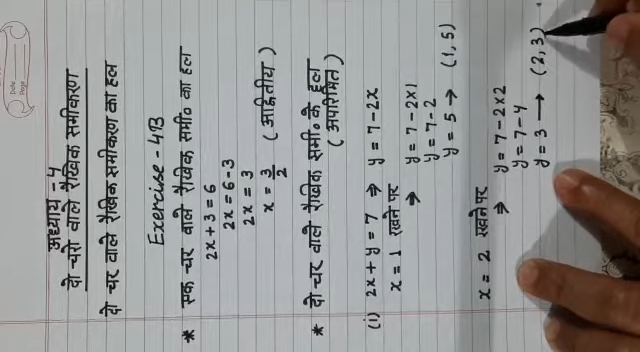 Date
Page
अध्याय - 4
दो चरों वाले रैखिक समीकरण
दो चर वाले रैखिक समीकरण का हल
Exercise - 4B
* एक चर वाले रैखिक समी० का हल
2x + 3 = 6
2x = 6 - 3
2x = 3
x = 3/2 ( अद्वितीय )
* दो चर वाले रैखिक समी० के हल
( अपरिमित )
(i) 2x + y = 7 ⇒ y = 7 - 2x
x = 1 रखने पर
⇒ y = 7 - 2×1
y = 7 - 2
y = 5 → (1, 5)
x = 2 रखने पर
⇒ y = 7 - 2×2
y = 7 - 4
y = 3 → (2, 3)